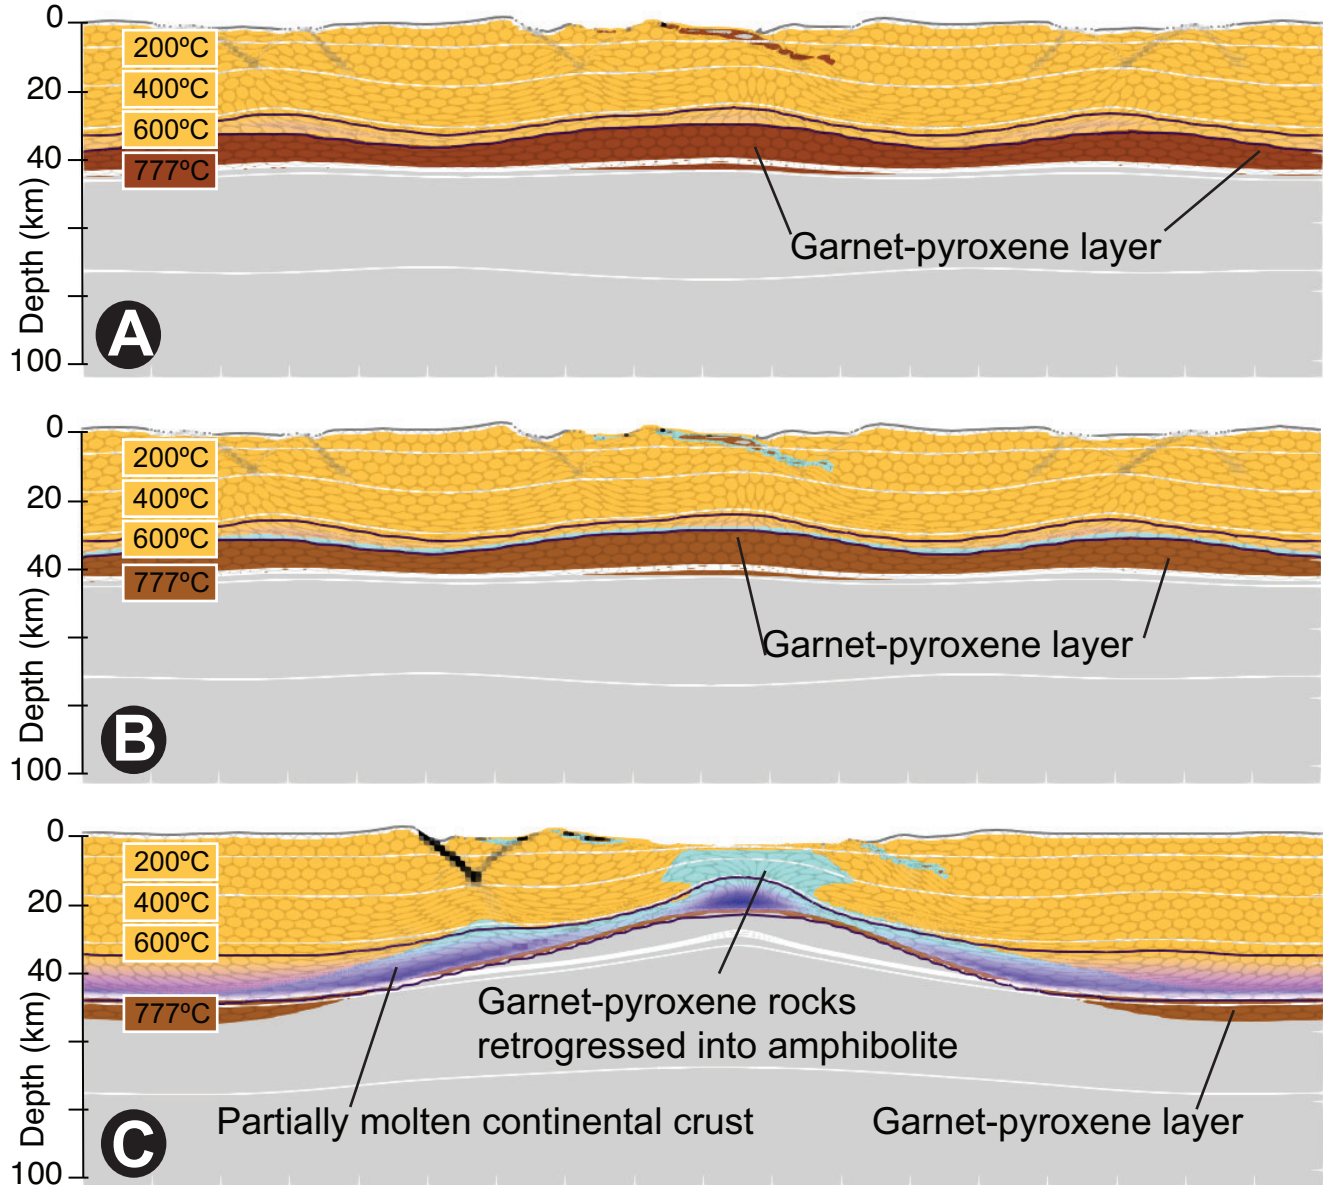 0
20
40
100
Depth (km)
200ºC
400ºC
600ºC
777ºC
Garnet-pyroxene layer
A
0
20
40
100
Depth (km)
200ºC
400ºC
600ºC
777ºC
Garnet-pyroxene layer
B
0
20
40
100
Depth (km)
200ºC
400ºC
600ºC
777ºC
Garnet-pyroxene rocks
retrogressed into amphibolite
Partially molten continental crust
Garnet-pyroxene layer
C